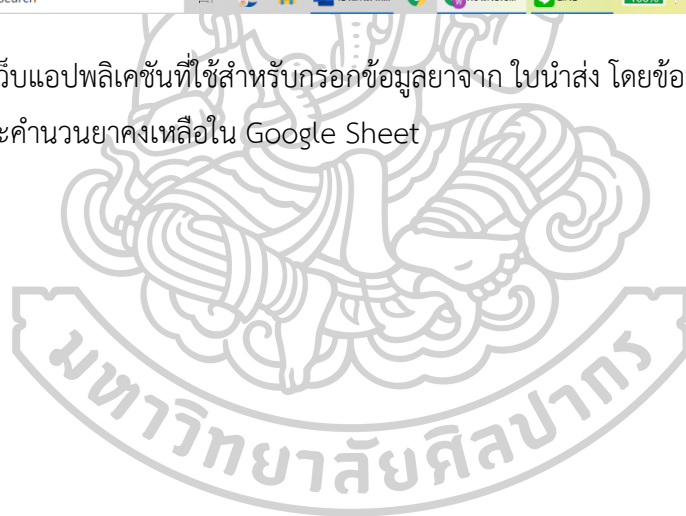 ว็บแอปพลิเคชันที่ใช้สำหรับกรอกข้อมูลยาจาก ใบนำส่ง โดยข้อ
ะคำนวนยาคงเหลือใน Google Sheet
มหาวิทยาลัยศิลปากร